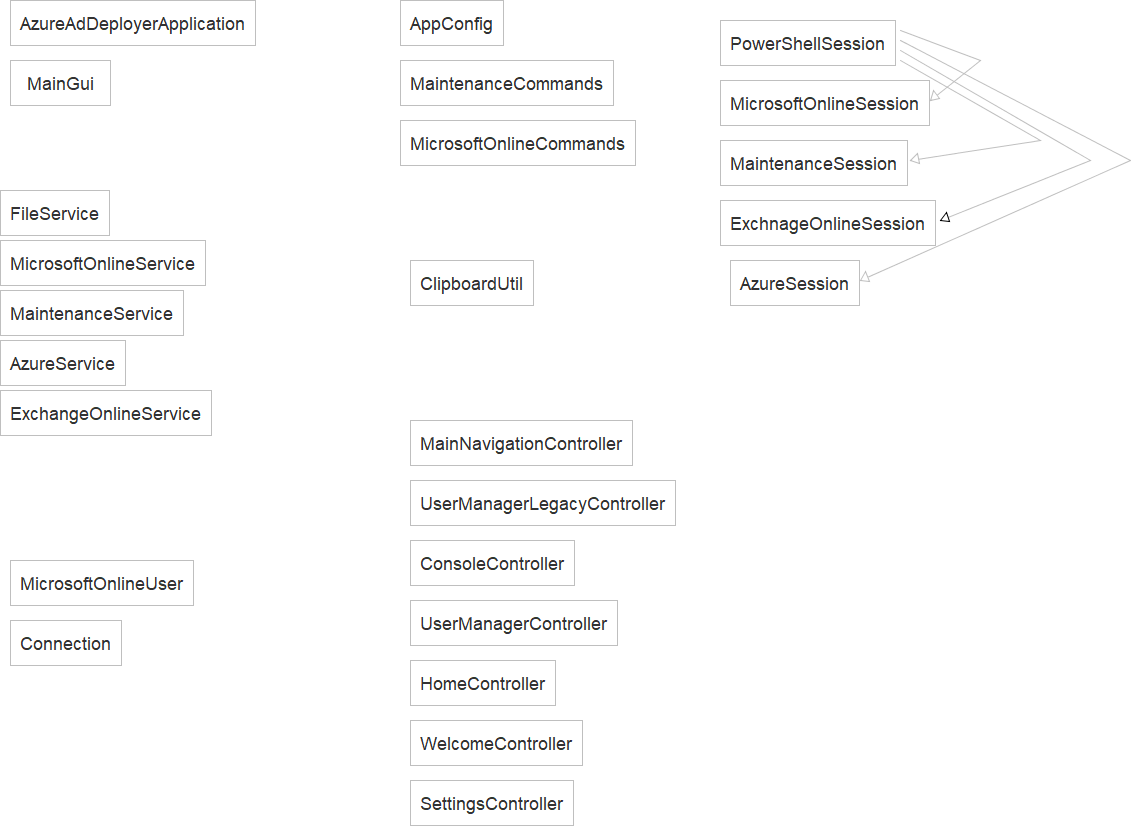 AzureAdDeployerApplication
MainGui
FileService
MicrosoftOnlineService
MaintenanceService
AzureService
ExchangeOnlineService
MicrosoftOnlineUser
Connection
AppConfig
MaintenanceCommands
MicrosoftOnlineCommands
ClipboardUtil
MainNavigationController
UserManagerLegacyController
ConsoleController
UserManagerController
HomeController
WelcomeController
SettingsController
PowerShellSession
MicrosoftOnlineSession
MaintenanceSession
ExchnageOnlineSession
AzureSession